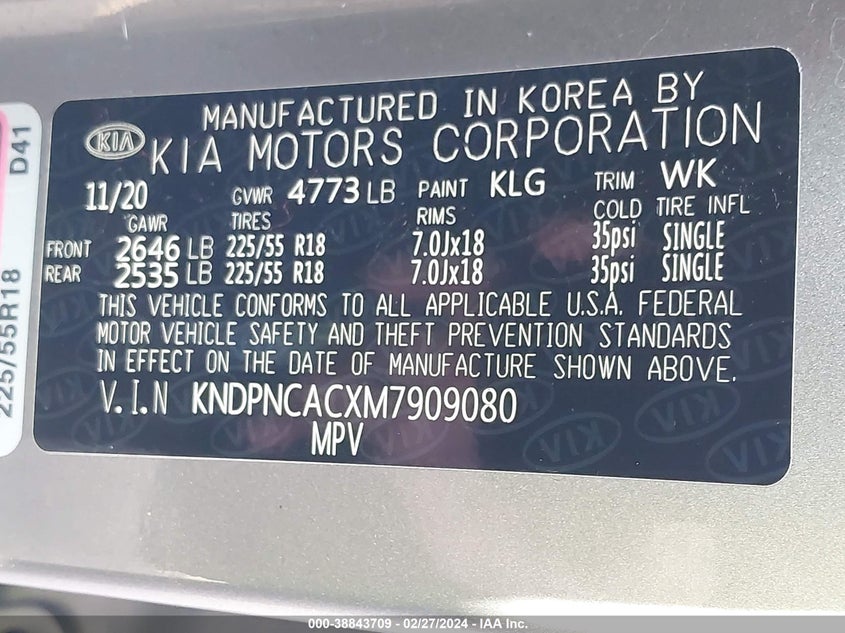 MANUFACTURED IN KOREA BY
KIA KIA MOTORS CORPORATION
11/20 GVWR 4773 LB PAINT KLG TRIM WK
GAWR TIRES RIMS COLD TIRE INFL
FRONT 2646 LB 225/55 R18 7.0Jx18 35psi SINGLE
REAR 2535 LB 225/55 R18 7.0Jx18 35psi SINGLE
THIS VEHICLE CONFORMS TO ALL APPLICABLE U.S.A. FEDERAL
MOTOR VEHICLE SAFETY AND THEFT PREVENTION STANDARDS
IN EFFECT ON THE DATE OF MANUFACTURE SHOWN ABOVE.
V.I.N KNDPNCACXM7909080
MPV
225/55R18 D41
000-38843709 - 02/27/2024 - IAA Inc.